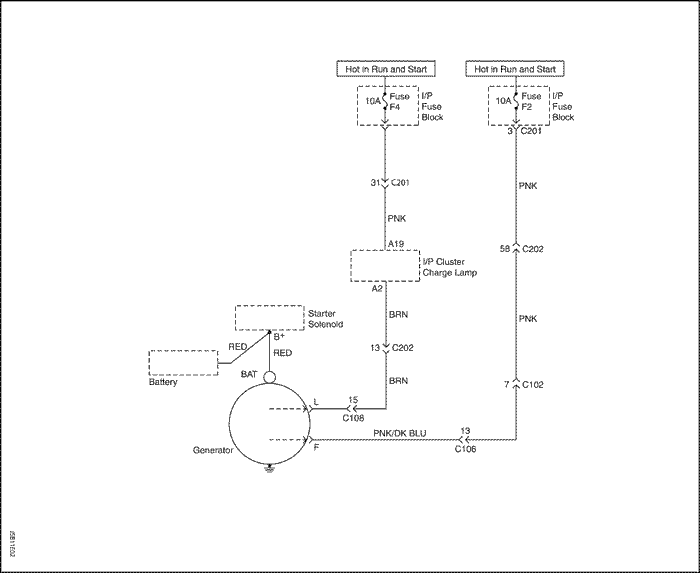 Hot in Run and Start
Hot in Run and Start
10A
Fuse
F4
I/P
Fuse
Block
10A
Fuse
F2
I/P
Fuse
Block
3 C201
31 C201
PNK
PNK
A19
I/P Cluster
Charge Lamp
58 C202
A2
BRN
PNK
Starter
Solenoid
B+
RED
RED
13 C202
BAT
Battery
BRN
7 C102
L
15
C108
PNK/DK BLU
13
C106
F
Generator